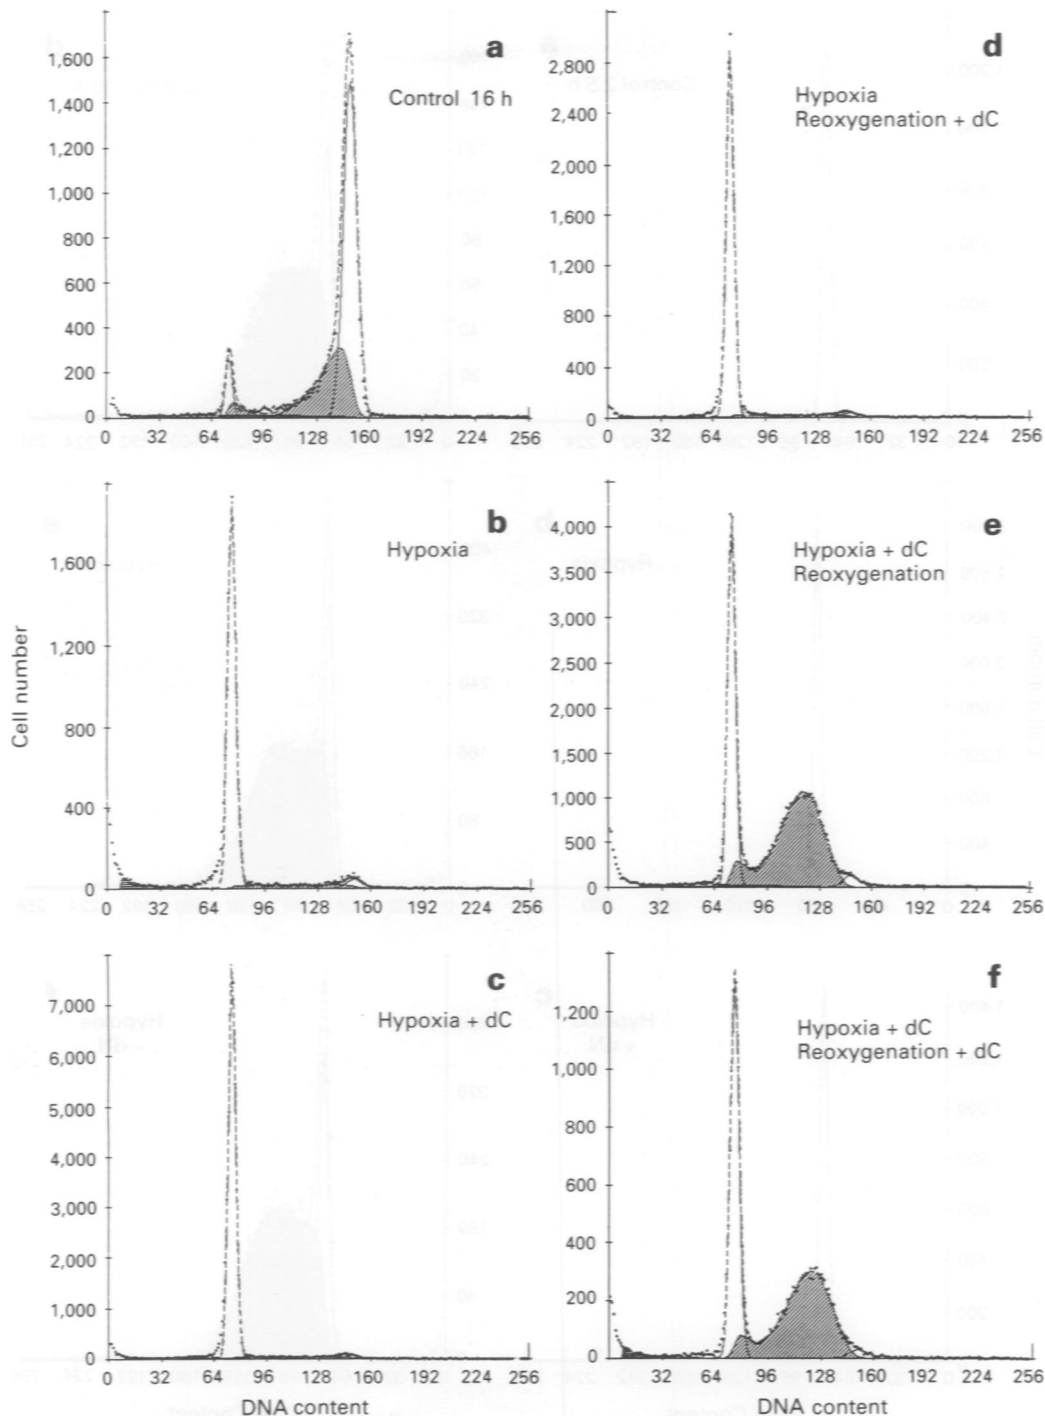 a
Control 16 h
1,600
1,400
1,200
1,000
800
600
400
200
0
0 32 64 96 128 160 192 224 256
b
Hypoxia
1,600
1,200
800
400
0
0 32 64 96 128 160 192 224 256
Cell number
c
Hypoxia + dC
7,000
6,000
5,000
4,000
3,000
2,000
1,000
0
0 32 64 96 128 160 192 224 256
DNA content
d
Hypoxia
Reoxygenation + dC
2,800
2,400
2,000
1,600
1,200
800
400
0
0 32 64 96 128 160 192 224 256
e
Hypoxia + dC
Reoxygenation
4,000
3,500
3,000
2,500
2,000
1,500
1,000
500
0
0 32 64 96 128 160 192 224 256
f
Hypoxia + dC
Reoxygenation + dC
1,200
1,000
800
600
400
200
0
0 32 64 96 128 160 192 224 256
DNA content